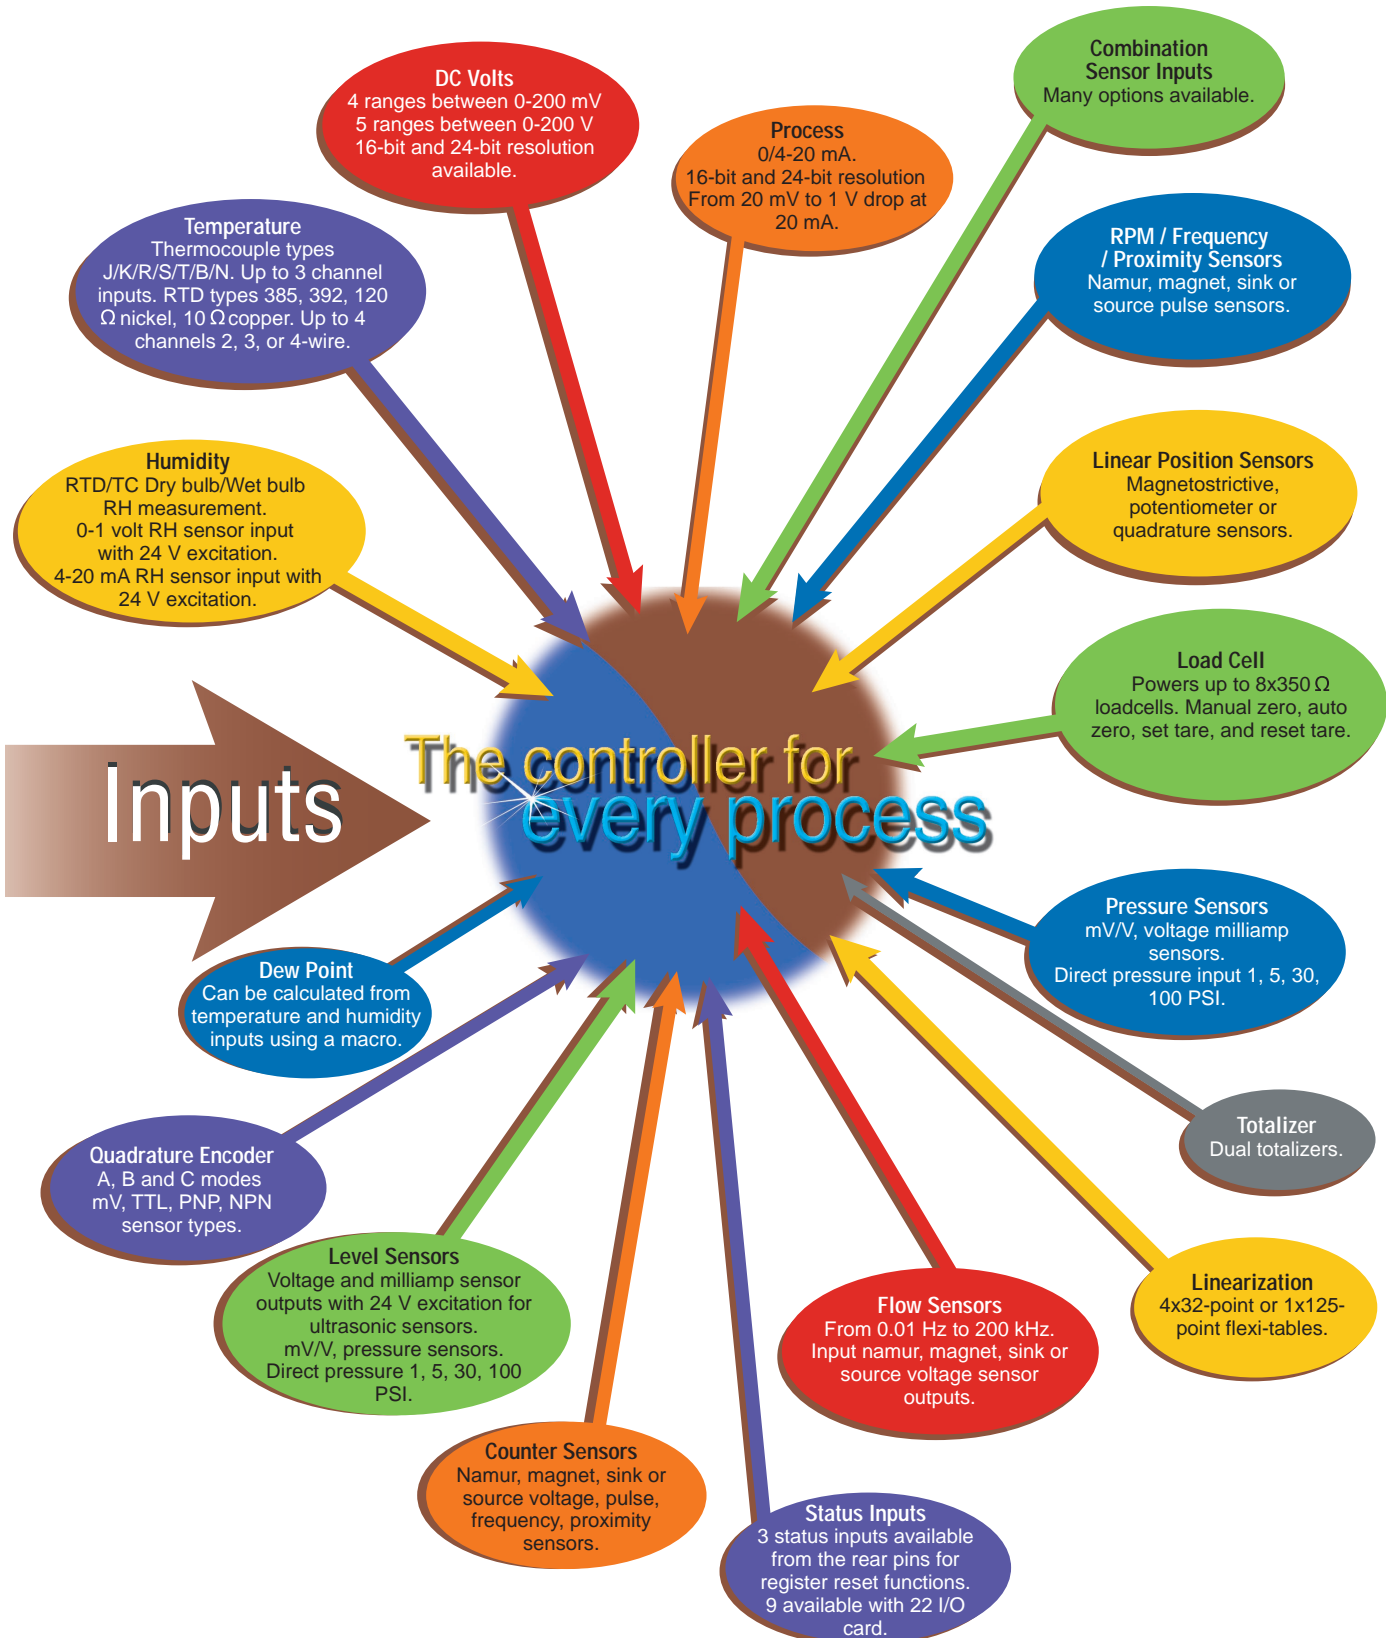 DC Volts
4 ranges between 0-200 mV
5 ranges between 0-200 V
16-bit and 24-bit resolution
available.
Process
0/4-20 mA.
16-bit and 24-bit resolution
From 20 mV to 1 V drop at
20 mA.
Combination
Sensor Inputs
Many options available.
Temperature
Thermocouple types
J/K/R/S/T/B/N. Up to 3 channel
inputs. RTD types 385, 392, 120
Ω nickel, 10 Ω copper. Up to 4
channels 2, 3, or 4-wire.
RPM / Frequency
/ Proximity Sensors
Namur, magnet, sink or
source pulse sensors.
Humidity
RTD/TC Dry bulb/Wet bulb
RH measurement.
0-1 volt RH sensor input
with 24 V excitation.
4-20 mA RH sensor input with
24 V excitation.
Linear Position Sensors
Magnetostrictive,
potentiometer or
quadrature sensors.
Load Cell
Powers up to 8x350 Ω
loadcells. Manual zero, auto
zero, set tare, and reset tare.
Inputs
The controller for
every process
Pressure Sensors
mV/V, voltage milliamp
sensors.
Direct pressure input 1, 5, 30,
100 PSI.
Dew Point
Can be calculated from
temperature and humidity
inputs using a macro.
Totalizer
Dual totalizers.
Quadrature Encoder
A, B and C modes
mV, TTL, PNP, NPN
sensor types.
Level Sensors
Voltage and milliamp sensor
outputs with 24 V excitation for
ultrasonic sensors.
mV/V, pressure sensors.
Direct pressure 1, 5, 30, 100
PSI.
Linearization
4x32-point or 1x125-
point flexi-tables.
Flow Sensors
From 0.01 Hz to 200 kHz.
Input namur, magnet, sink or
source voltage sensor
outputs.
Counter Sensors
Namur, magnet, sink or
source voltage, pulse,
frequency, proximity
sensors.
Status Inputs
3 status inputs available
from the rear pins for
register reset functions.
9 available with 22 I/O
card.